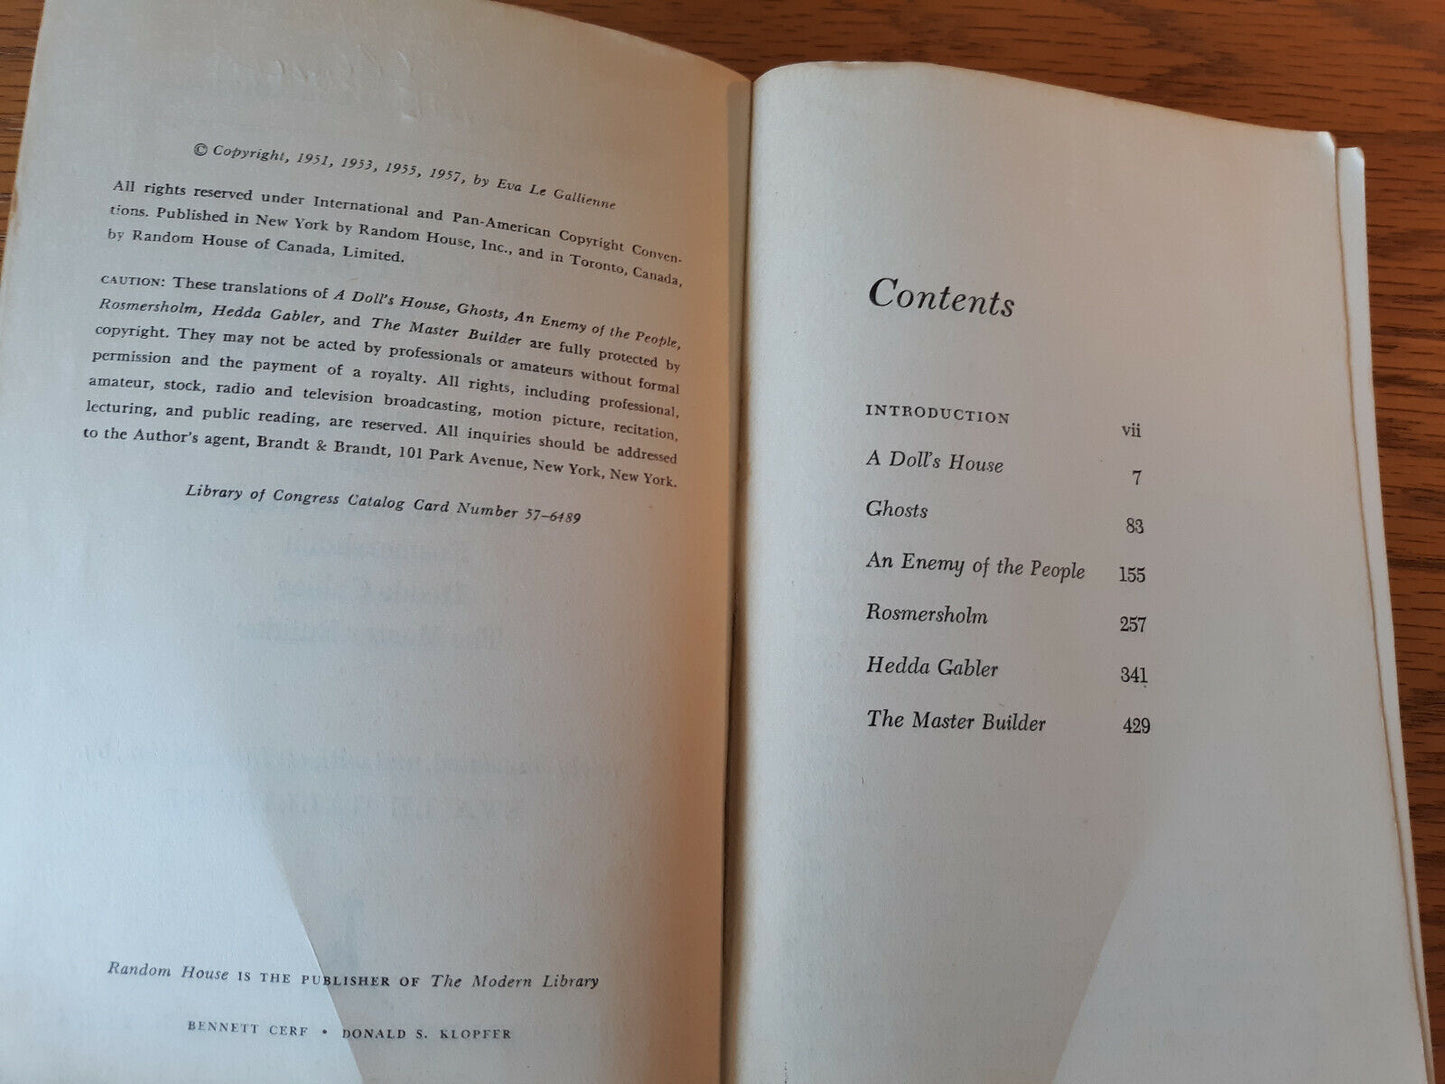 © Copyright, 1951, 1953, 1955, 1957, by Eva Le Gallienne
All rights reserved under International and Pan-American Copyright Conven-
tions. Published in New York by Random House, Inc., and in Toronto, Canada,
by Random House of Canada, Limited.
CAUTION: These translations of A Doll's House, Ghosts, An Enemy of the People,
Rosmersholm, Hedda Gabler, and The Master Builder are fully protected by
copyright. They may not be acted by professionals or amateurs without formal
permission and the payment of a royalty. All rights, including professional,
amateur, stock, radio and television broadcasting, motion picture, recitation,
lecturing, and public reading, are reserved. All inquiries should be addressed
to the Author's agent, Brandt & Brandt, 101 Park Avenue, New York, New York.
Library of Congress Catalog Card Number 57–6489
Random House IS THE PUBLISHER OF The Modern Library
BENNETT CERF • DONALD S. KLOPFER
Contents
INTRODUCTION vii
A Doll's House 7
Ghosts 83
An Enemy of the People 155
Rosmersholm 257
Hedda Gabler 341
The Master Builder 429